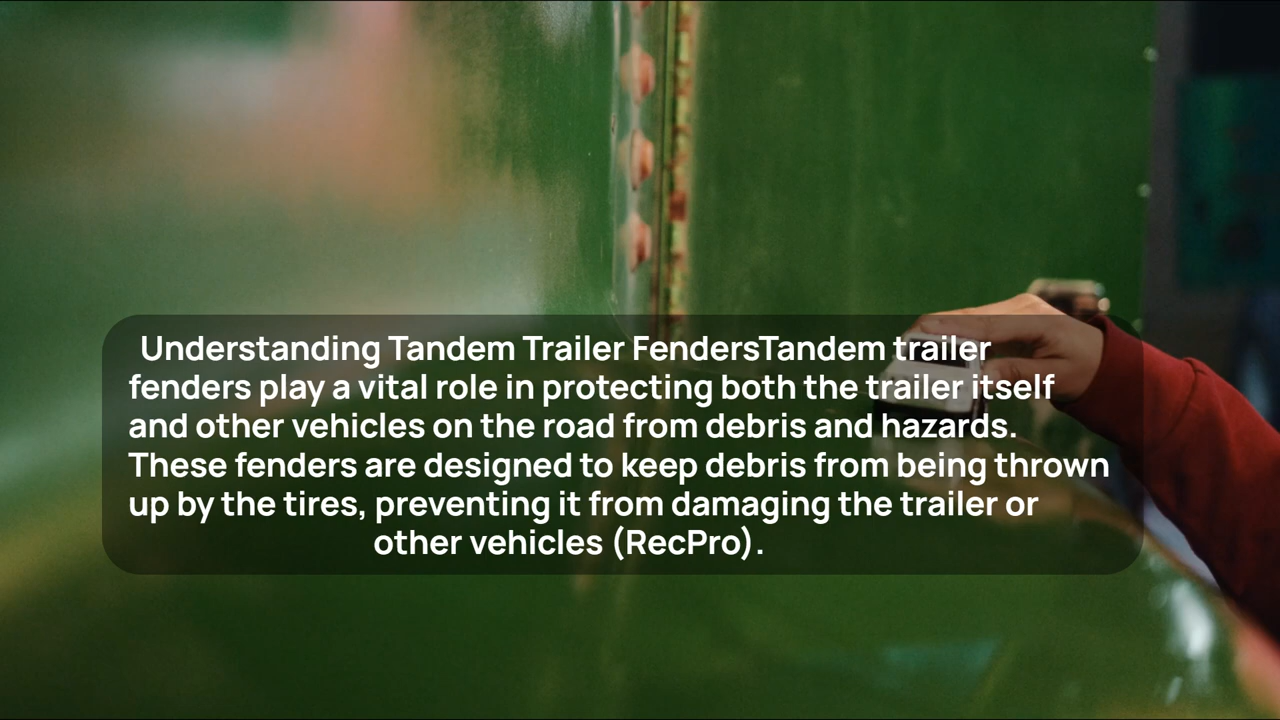 Understanding Tandem Trailer FendersTandem trailer
fenders play a vital role in protecting both the trailer itself
and other vehicles on the road from debris and hazards.
These fenders are designed to keep debris from being thrown
up by the tires, preventing it from damaging the trailer or
other vehicles (RecPro).